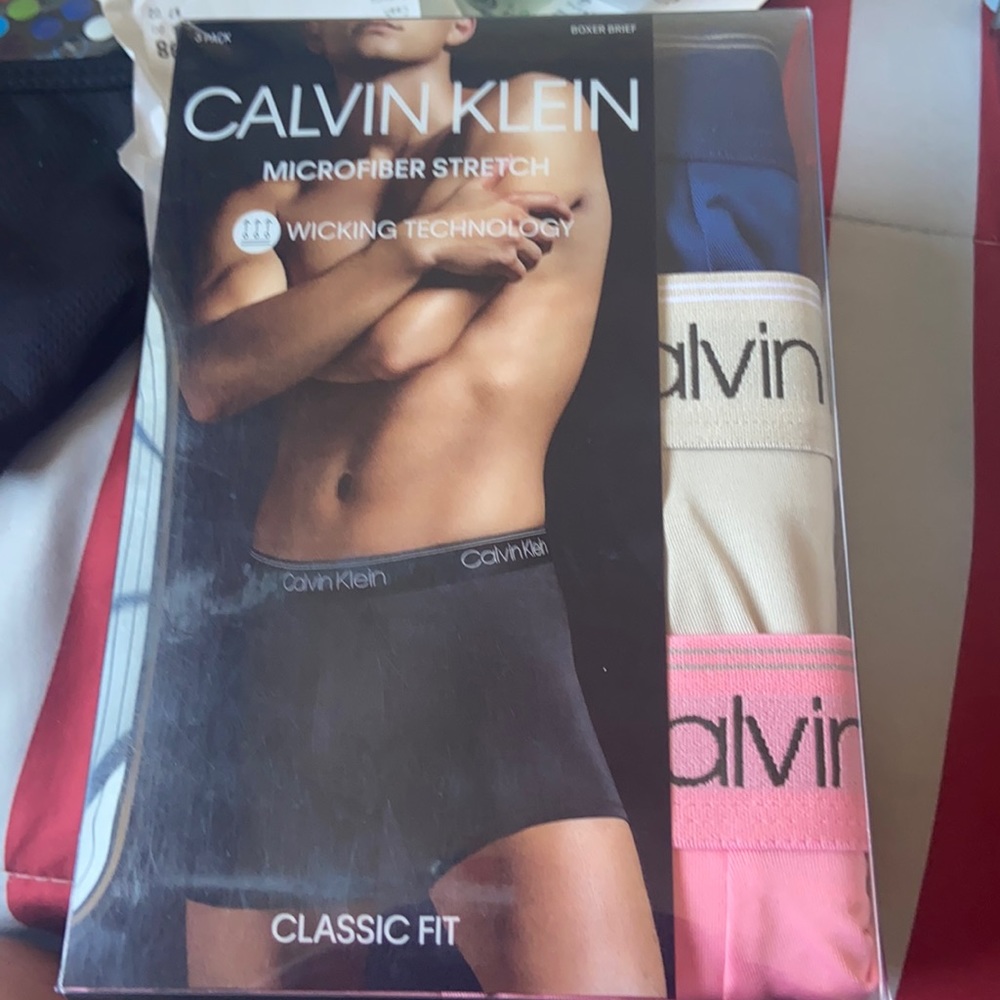 3 PACK
BOXER BRIEF
CALVIN KLEIN
MICROFIBER STRETCH
WICKING TECHNOLOGY
alvin
Calvin Klein
Calvin Klein
alvin
CLASSIC FIT